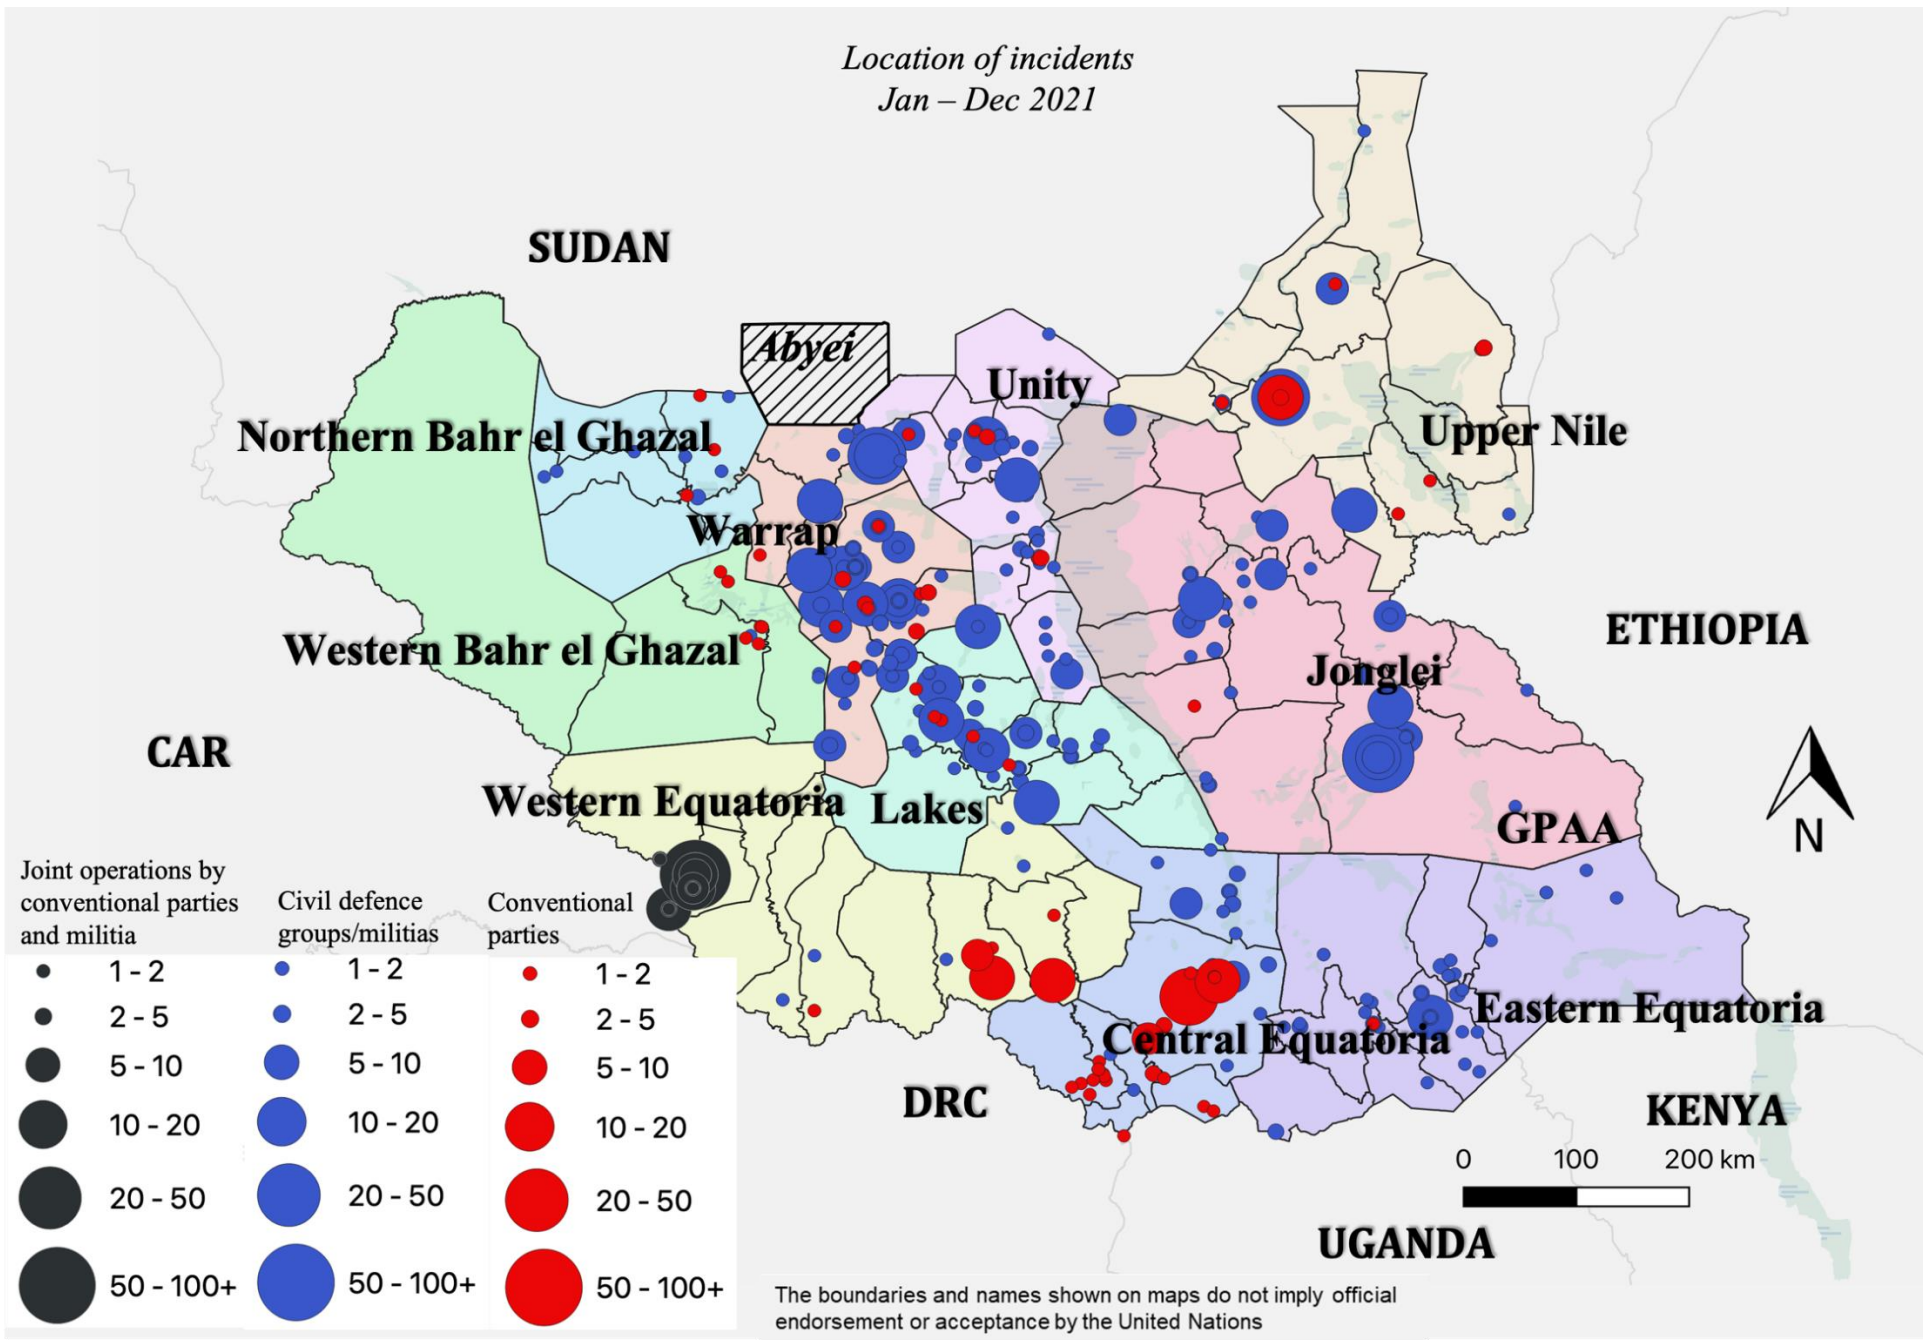 Location of incidents
Jan – Dec 2021
SUDAN
Abyei
Unity
Northern Bahr el Ghazal
Upper Nile
Warrap
Western Bahr el Ghazal
ETHIOPIA
Jonglei
CAR
Western Equatoria
Lakes
GPAA
N
Eastern Equatoria
Central Equatoria
DRC
KENYA
UGANDA
0 100 200 km
Joint operations by
conventional parties
and militia
1 - 2
2 - 5
5 - 10
10 - 20
20 - 50
50 - 100+
Civil defence
groups/militias
1 - 2
2 - 5
5 - 10
10 - 20
20 - 50
50 - 100+
Conventional
parties
1 - 2
2 - 5
5 - 10
10 - 20
20 - 50
50 - 100+
The boundaries and names shown on maps do not imply official
endorsement or acceptance by the United Nations